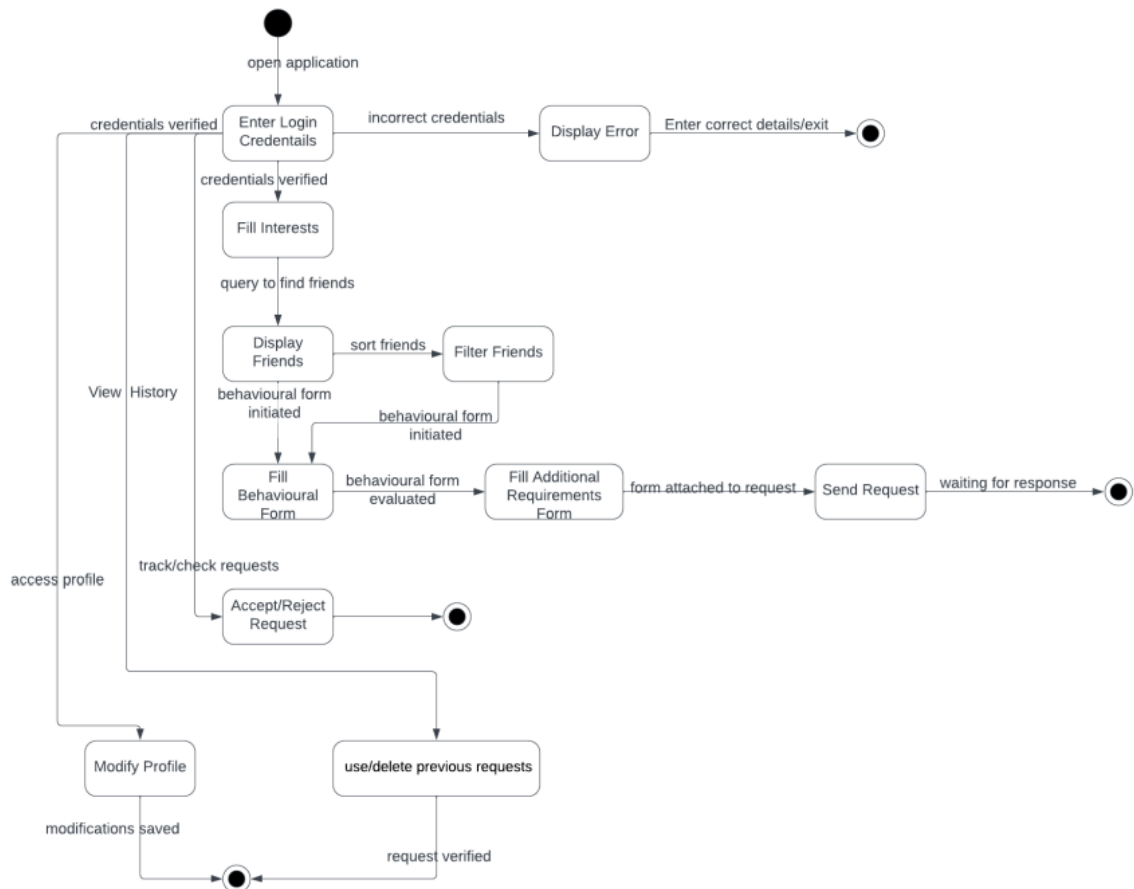 open application
credentials verified
Enter Login
Credentails
incorrect credentials
Display Error
Enter correct details/exit
credentials verified
Fill Interests
query to find friends
Display
Friends
sort friends
Filter Friends
View History
behavioural form
initiated
behavioural form
initiated
Fill
Behavioural
Form
behavioural form
evaluated
Fill Additional
Requirements
Form
form attached to request
Send Request
waiting for response
track/check requests
access profile
Accept/Reject
Request
Modify Profile
use/delete previous requests
modifications saved
request verified